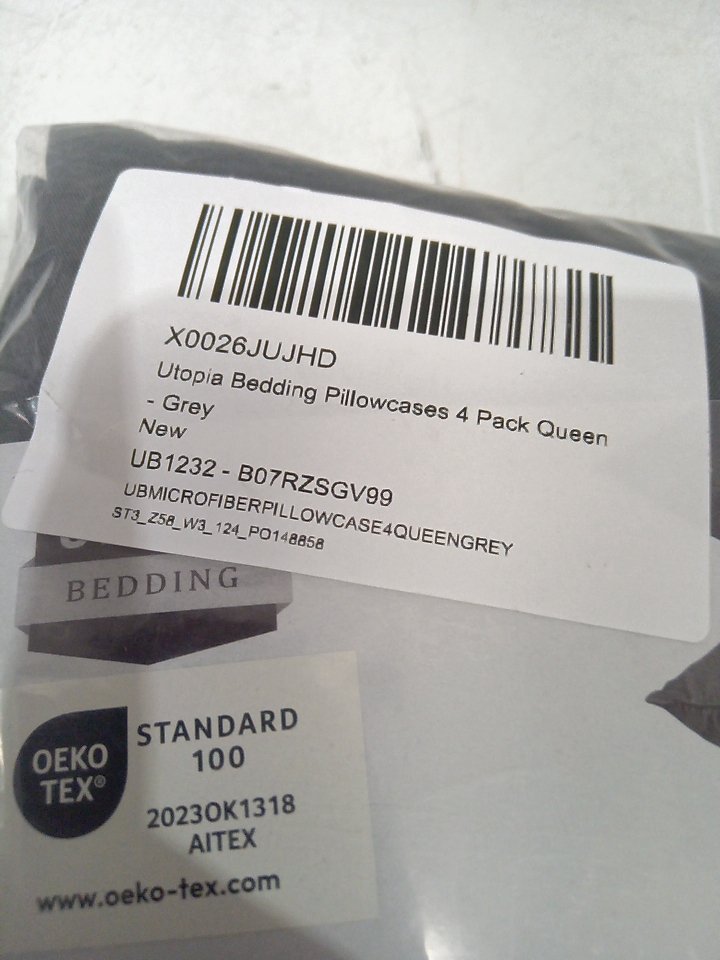 X0026JUJHD
Utopia Bedding Pillowcases 4 Pack Queen
- Grey
New
UB1232 - B07RZSGV99
UBMICROFIBERPILLOWCASE4QUEENGREY
ST3_Z58_W3_124_PO148858
BEDDING
OEKO
TEX®
STANDARD
100
2023OK1318
AITEX
www.oeko-tex.com